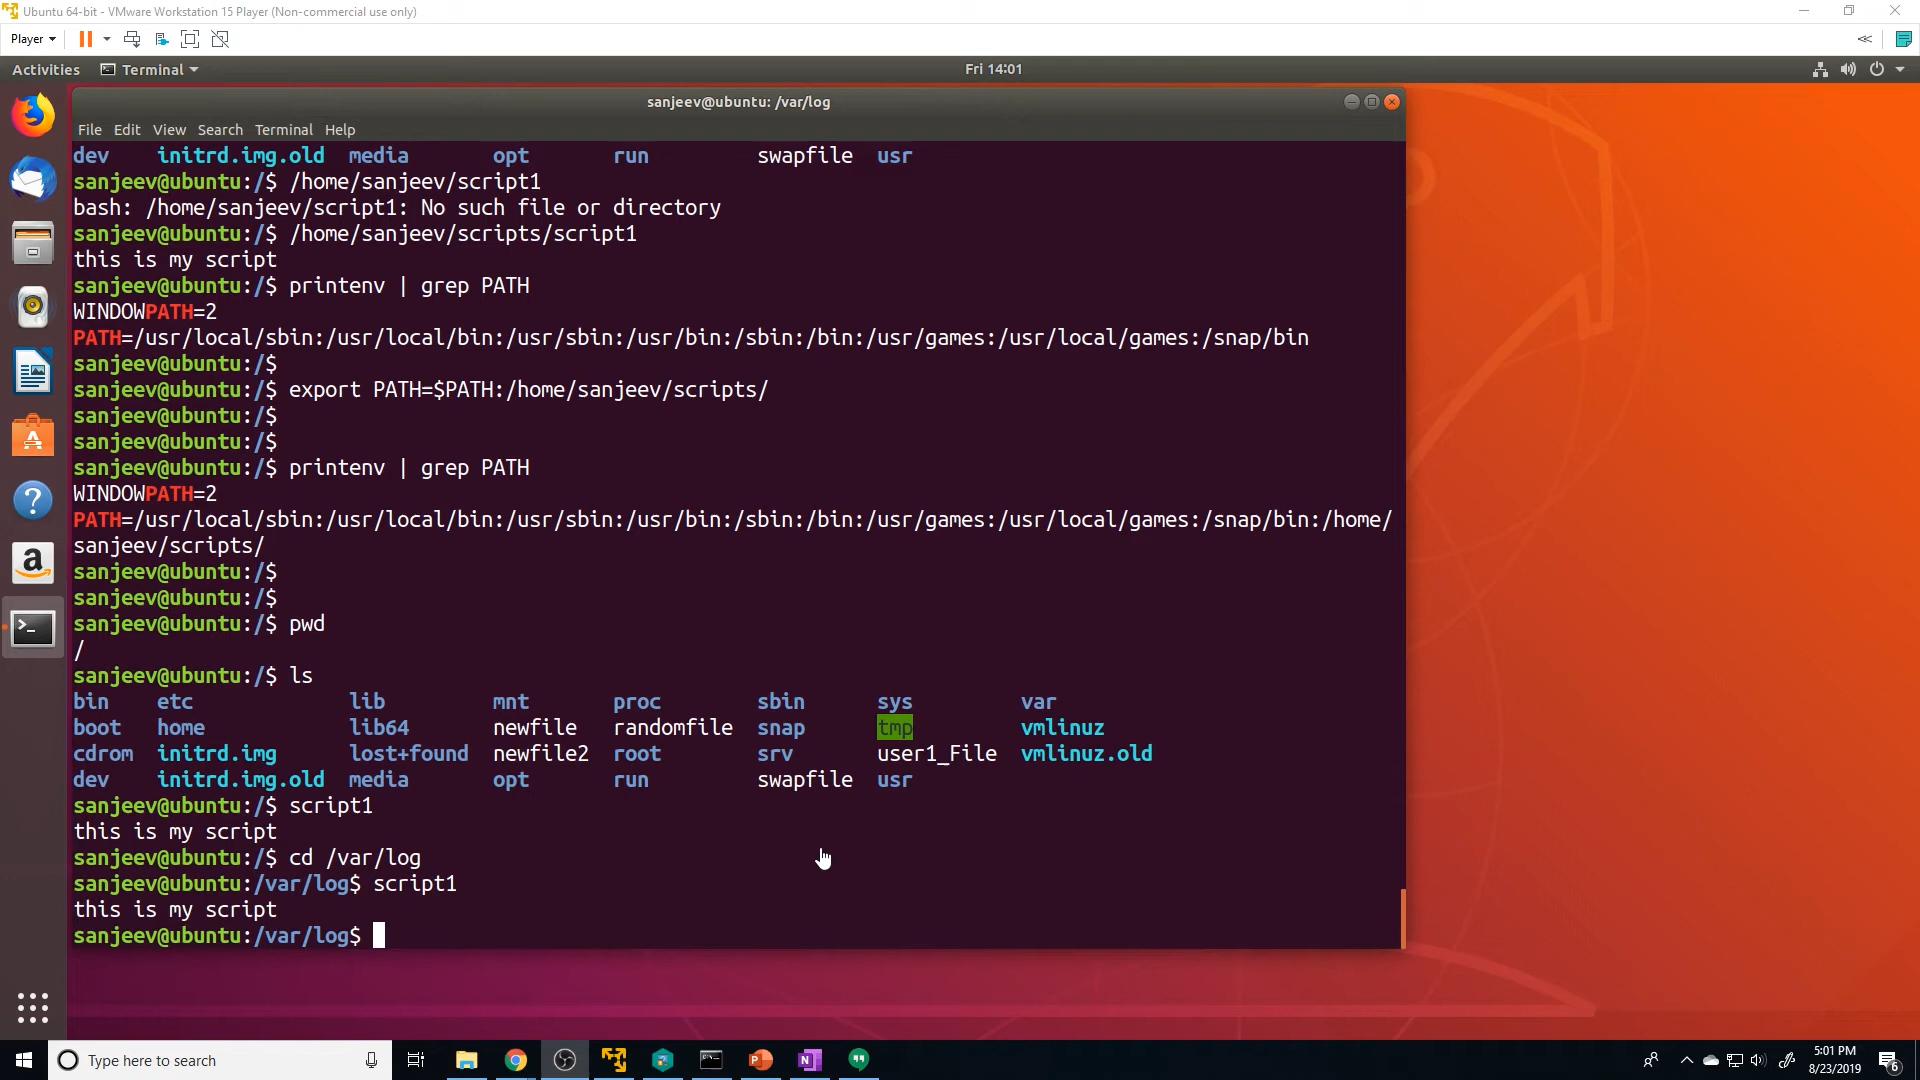 Ubuntu 64-bit - VMware Workstation 15 Player (Non-commercial use only)
Player
Activities Terminal Fri 14:01
sanjeev@ubuntu: /var/log
File Edit View Search Terminal Help
dev initrd.img.old media opt run swapfile usr
sanjeev@ubuntu:/$ /home/sanjeev/script1
bash: /home/sanjeev/script1: No such file or directory
sanjeev@ubuntu:/$ /home/sanjeev/scripts/script1
this is my script
sanjeev@ubuntu:/$ printenv | grep PATH
WINDOWPATH=2
PATH=/usr/local/sbin:/usr/local/bin:/usr/sbin:/usr/bin:/sbin:/bin:/usr/games:/usr/local/games:/snap/bin
sanjeev@ubuntu:/$
sanjeev@ubuntu:/$ export PATH=$PATH:/home/sanjeev/scripts/
sanjeev@ubuntu:/$
sanjeev@ubuntu:/$
sanjeev@ubuntu:/$ printenv | grep PATH
WINDOWPATH=2
PATH=/usr/local/sbin:/usr/local/bin:/usr/sbin:/usr/bin:/sbin:/bin:/usr/games:/usr/local/games:/snap/bin:/home/
sanjeev/scripts/
sanjeev@ubuntu:/$
sanjeev@ubuntu:/$
sanjeev@ubuntu:/$ pwd
/
sanjeev@ubuntu:/$ ls
bin etc lib mnt proc sbin sys var
boot home lib64 newfile randomfile snap tmp vmlinuz
cdrom initrd.img lost+found newfile2 root srv user1_File vmlinuz.old
dev initrd.img.old media opt run swapfile usr
sanjeev@ubuntu:/$ script1
this is my script
sanjeev@ubuntu:/$ cd /var/log
sanjeev@ubuntu:/var/log$ script1
this is my script
sanjeev@ubuntu:/var/log$
Type here to search
5:01 PM
8/23/2019
6